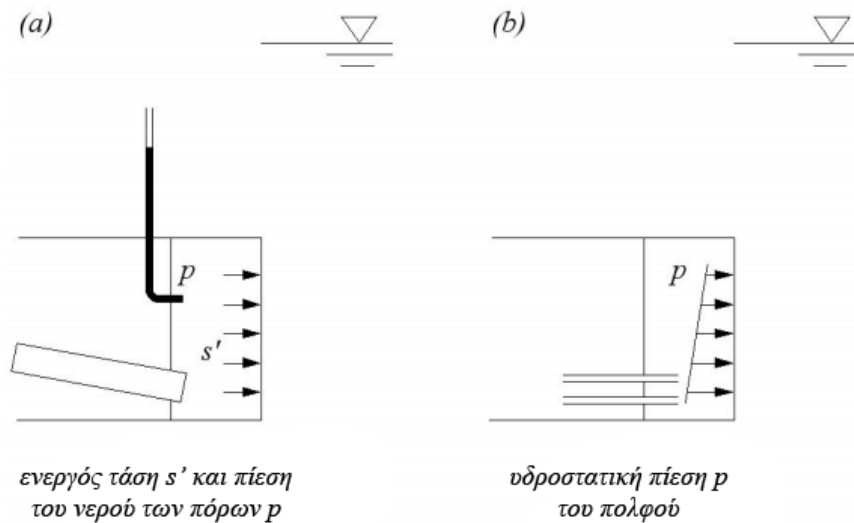 (a)
(b)
p
s'
p
ενεργός τάση s’ και πίεση
του νερού των πόρων p
υδροστατική πίεση p
του πολφού